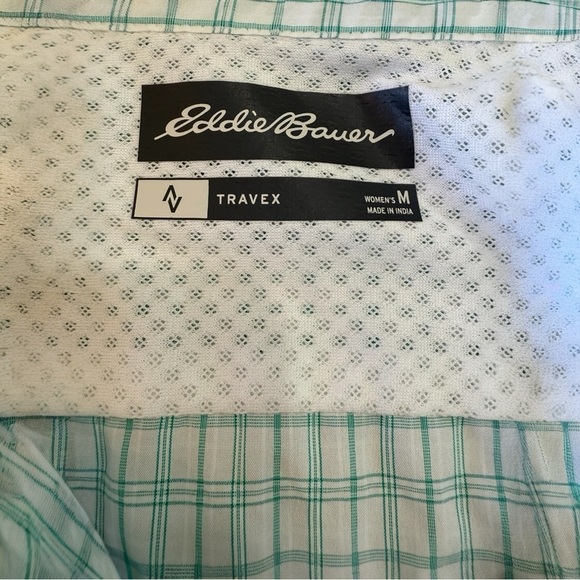 Eddie Bauer
TRAVEX
WOMEN'S M
MADE IN INDIA